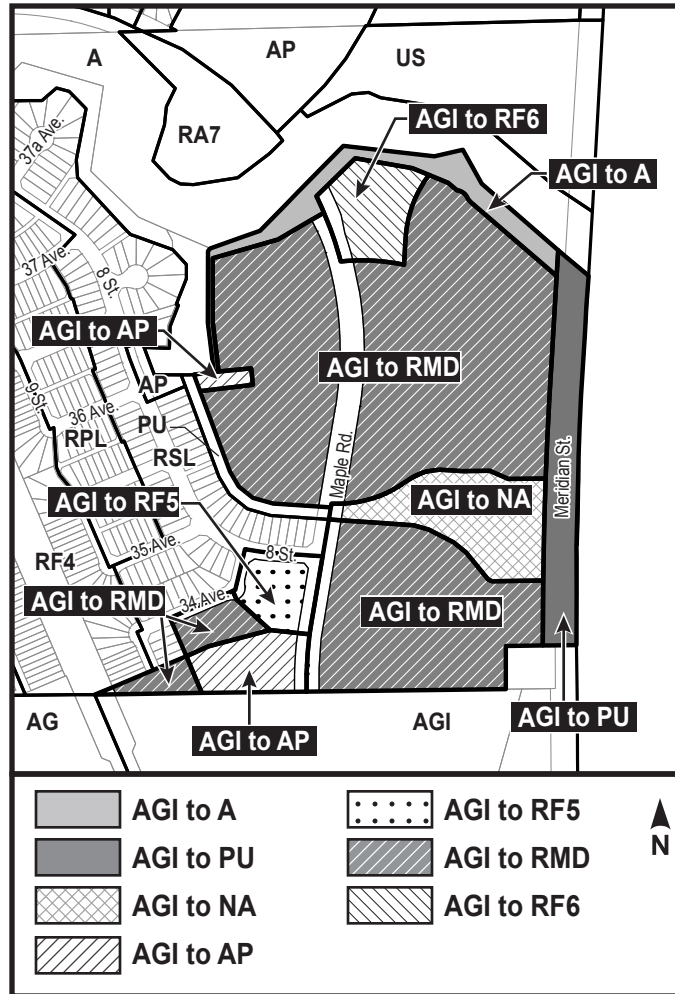 A
AP
US
RA7
AGI to RF6
AGI to A
37a Ave.
37 Ave.
8 St.
AGI to AP
AGI to RMD
9 St.
AP
36 Ave.
RPL
PU
RSL
Maple Rd.
Meridian St.
AGI to RF5
AGI to NA
35 Ave.
8 St.
RF4
AGI to RMD
34 Ave.
AGI to RMD
AG
AGI to AP
AGI
AGI to PU
AGI to A
AGI to PU
AGI to NA
AGI to AP
AGI to RF5
AGI to RMD
AGI to RF6
N